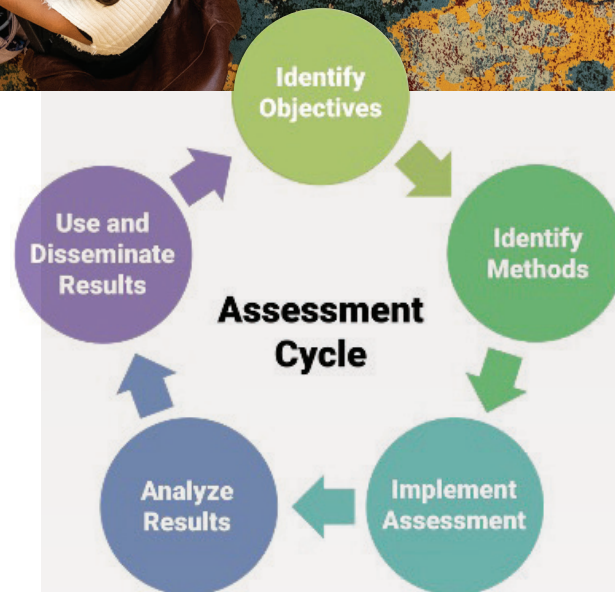 Identify
Objectives
Identify
Methods
Implement
Assessment
Analyze
Results
Use and
Disseminate
Results
Assessment
Cycle